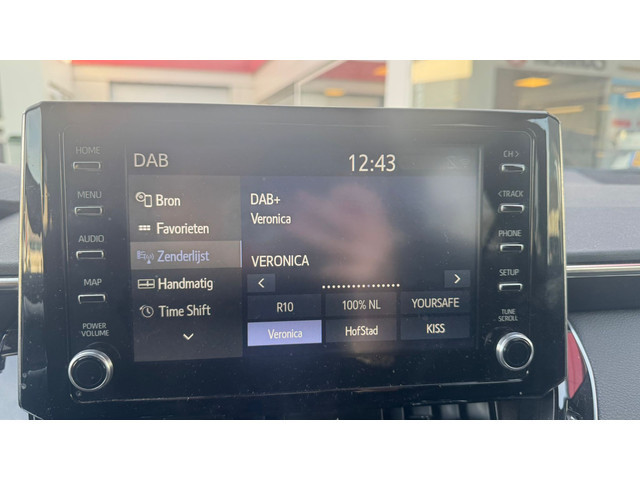 DAB
12:43
HOME
MENU
AUDIO
MAP
POWER
VOLUME
Bron
Favorieten
Zenderlijst
Handmatig
Time Shift
DAB+
Veronica
VERONICA
R10
100% NL
YOURSAFE
Veronica
HofStad
KISS
CH >
< TRACK
PHONE
SETUP
TUNE
SCROLL